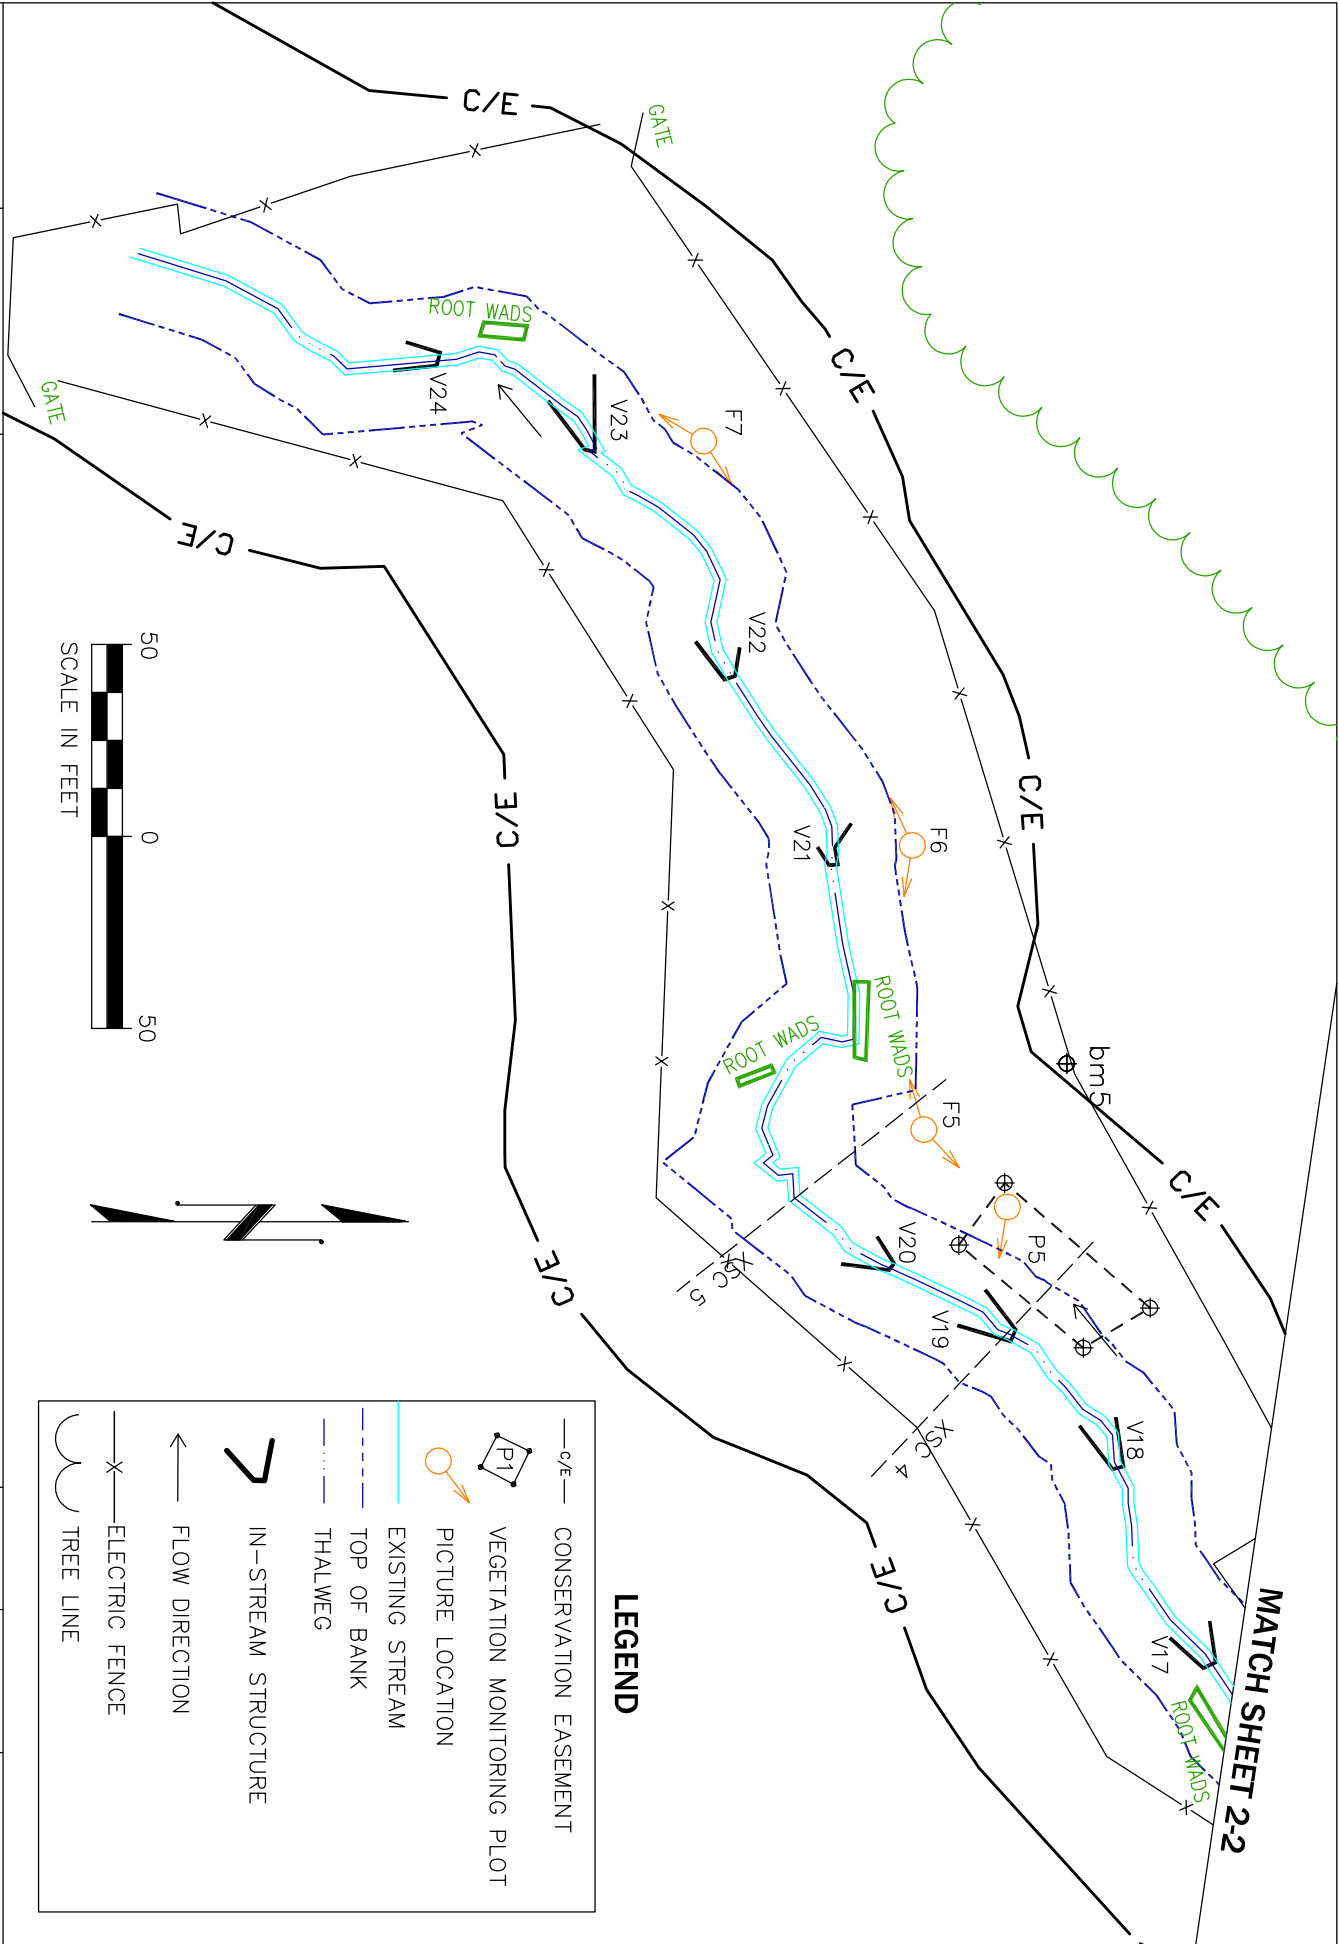 MATCH SHEET 2-2
C/E
C/E
C/E
C/E
C/E
C/E
C/E
C/E
GATE
GATE
ROOT WADS
ROOT WADS
ROOT WADS
ROOT WADS
V24
V23
V22
V21
V20
V19
V18
V17
F7
F6
F5
P5
bm5
XSC 5
XSC 4
50 0 50
SCALE IN FEET
LEGEND
C/E CONSERVATION EASEMENT
P1 VEGETATION MONITORING PLOT
PICTURE LOCATION
EXISTING STREAM
TOP OF BANK
THALWEG
IN-STREAM STRUCTURE
FLOW DIRECTION
X ELECTRIC FENCE
TREE LINE